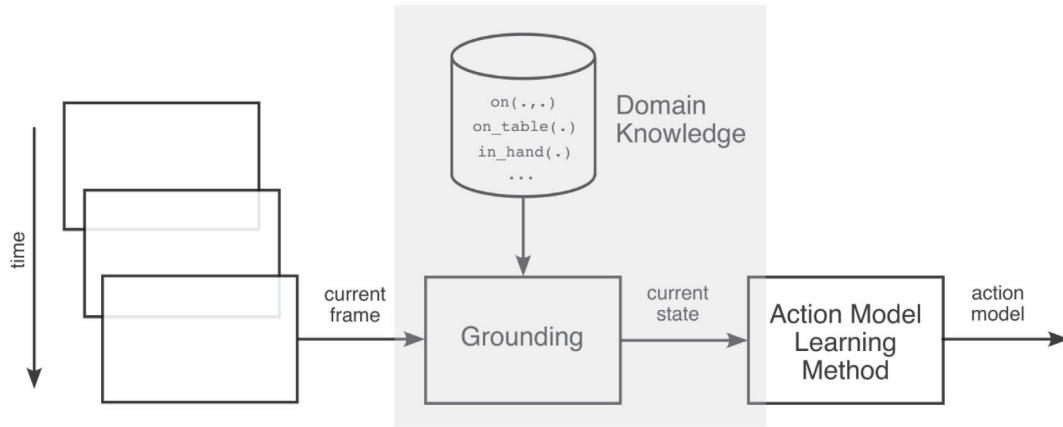 on(.,.)
on_table(.)
in_hand(.)
...
Domain
Knowledge
time
current
frame
Grounding
current
state
Action Model
Learning
Method
action
model